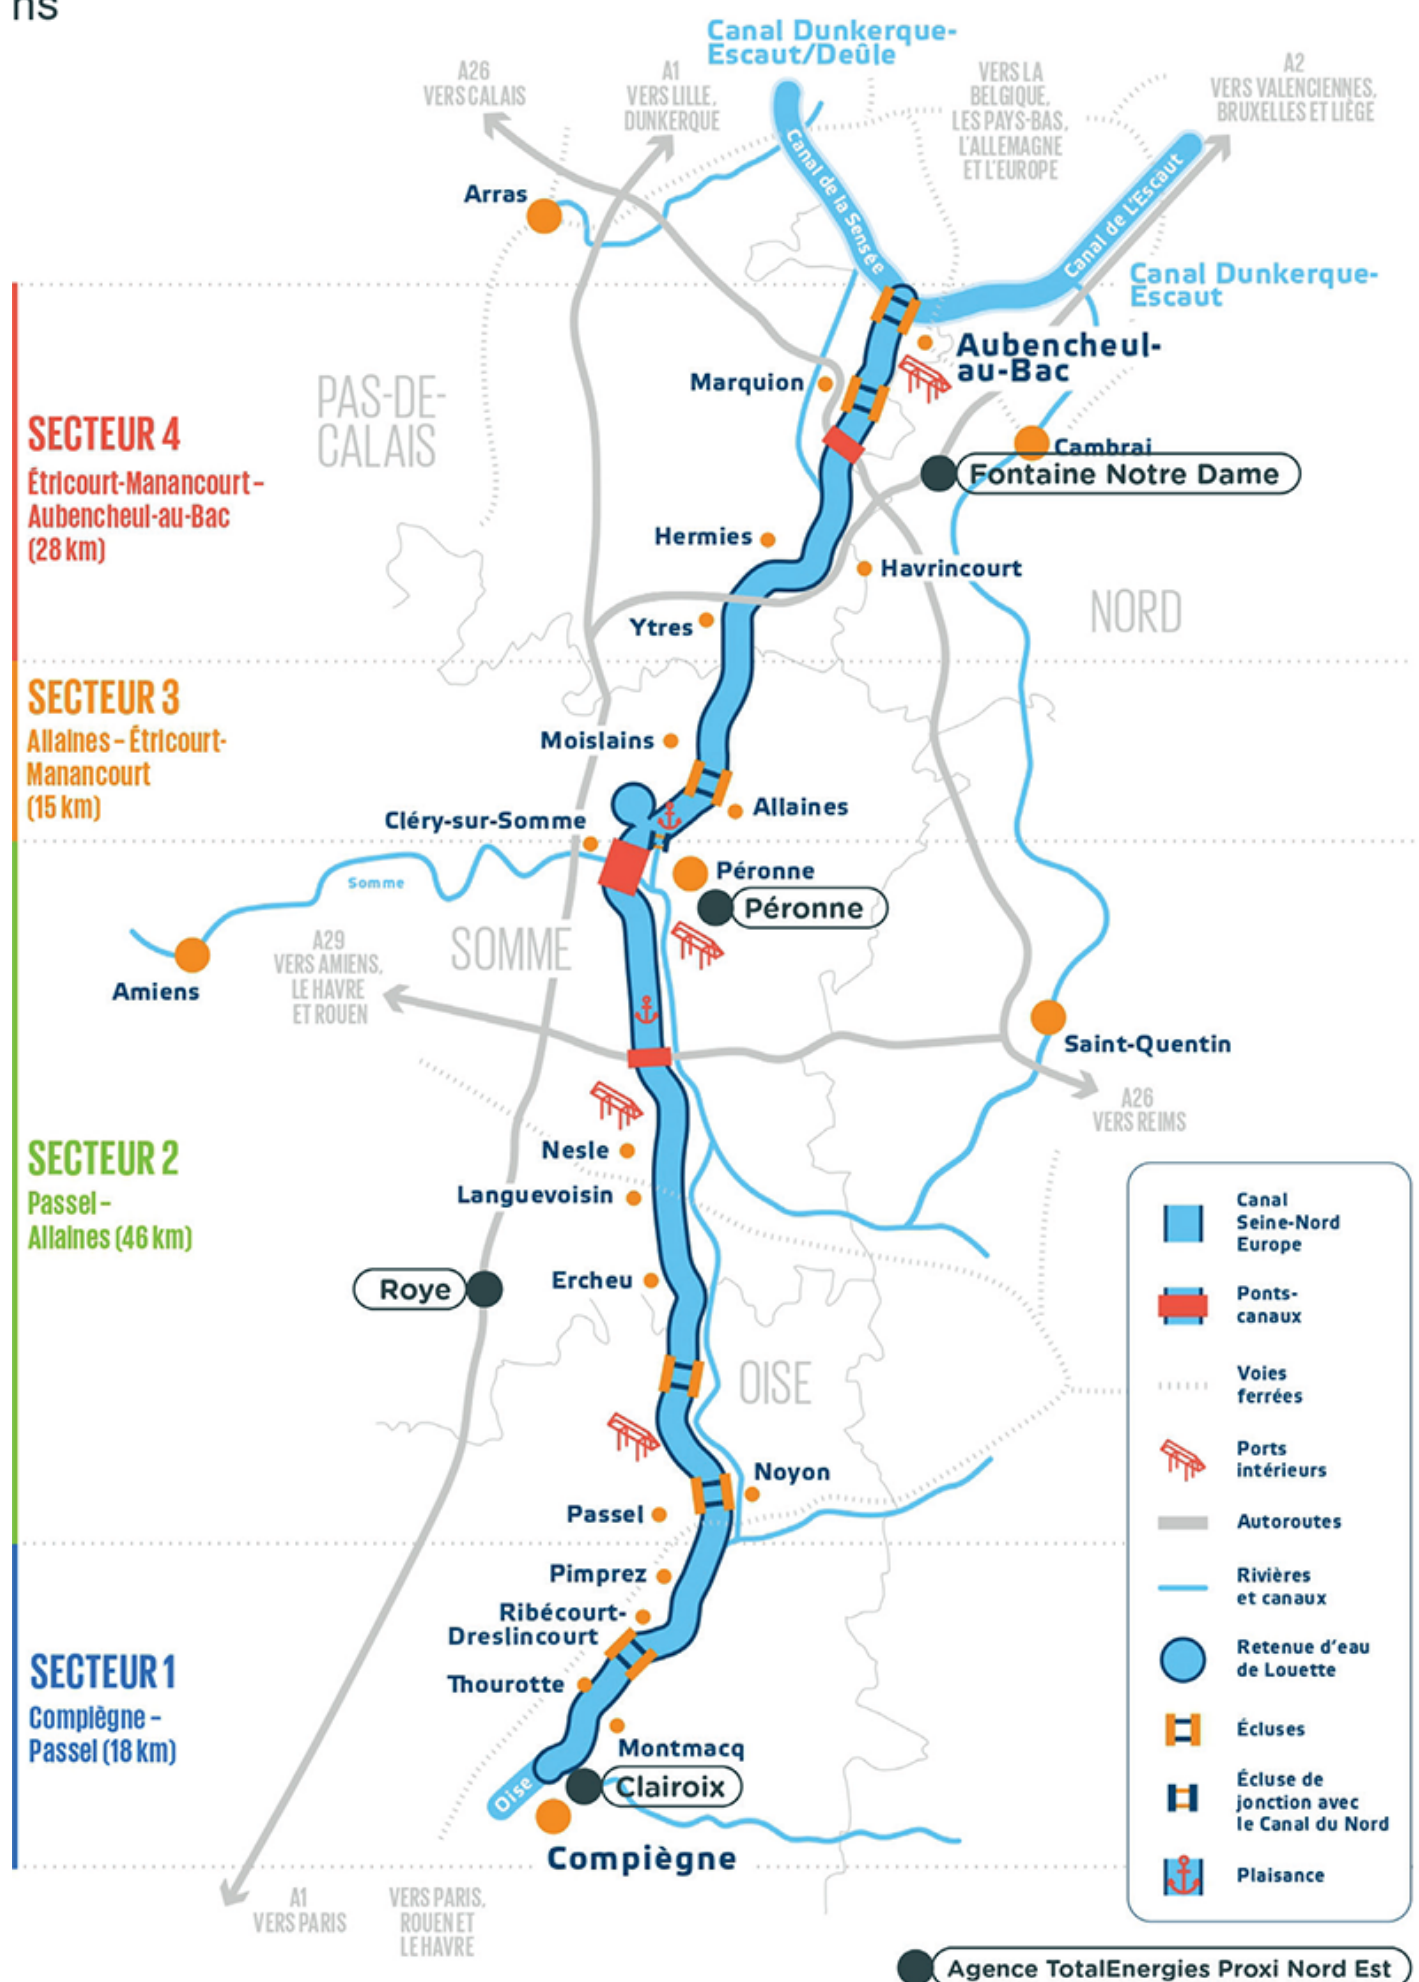 ns
Canal Dunkerque-
Escaut/Deûle
A26
VERS CALAIS
A1
VERS LILLE,
DUNKERQUE
VERS LA
BELGIQUE,
LES PAYS-BAS,
L'ALLEMAGNE
ET L'EUROPE
A2
VERS VALENCIENNES,
BRUXELLES ET LIÈGE
Canal de la Sensée
Canal de L'Escaut
Arras
Canal Dunkerque-
Escaut
Aubencheul-
au-Bac
Marquion
PAS-DE-
CALAIS
SECTEUR 4
Étricourt-Manancourt –
Aubencheul-au-Bac
(28 km)
Cambrai
Fontaine Notre Dame
Hermies
Havrincourt
NORD
Ytres
SECTEUR 3
Allaines – Étricourt-
Manancourt
(15 km)
Moislains
Allaines
Cléry-sur-Somme
Péronne
Péronne
Somme
SOMME
A29
VERS AMIENS,
LE HAVRE
ET ROUEN
Amiens
Saint-Quentin
A26
VERS REIMS
SECTEUR 2
Passel –
Allaines (46 km)
Nesle
Languevoisin
Roye
Ercheu
OISE
Noyon
Passel
Pimprez
Ribécourt-
Dreslincourt
Thourotte
SECTEUR 1
Compiègne –
Passel (18 km)
Montmacq
Clairoix
Oise
Compiègne
A1
VERS PARIS
VERS PARIS,
ROUEN ET
LE HAVRE
Canal
Seine-Nord
Europe
Ponts-
canaux
Voies
ferrées
Ports
intérieurs
Autoroutes
Rivières
et canaux
Retenue d'eau
de Louette
Écluses
Écluse de
jonction avec
le Canal du Nord
Plaisance
Agence TotalEnergies Proxi Nord Est